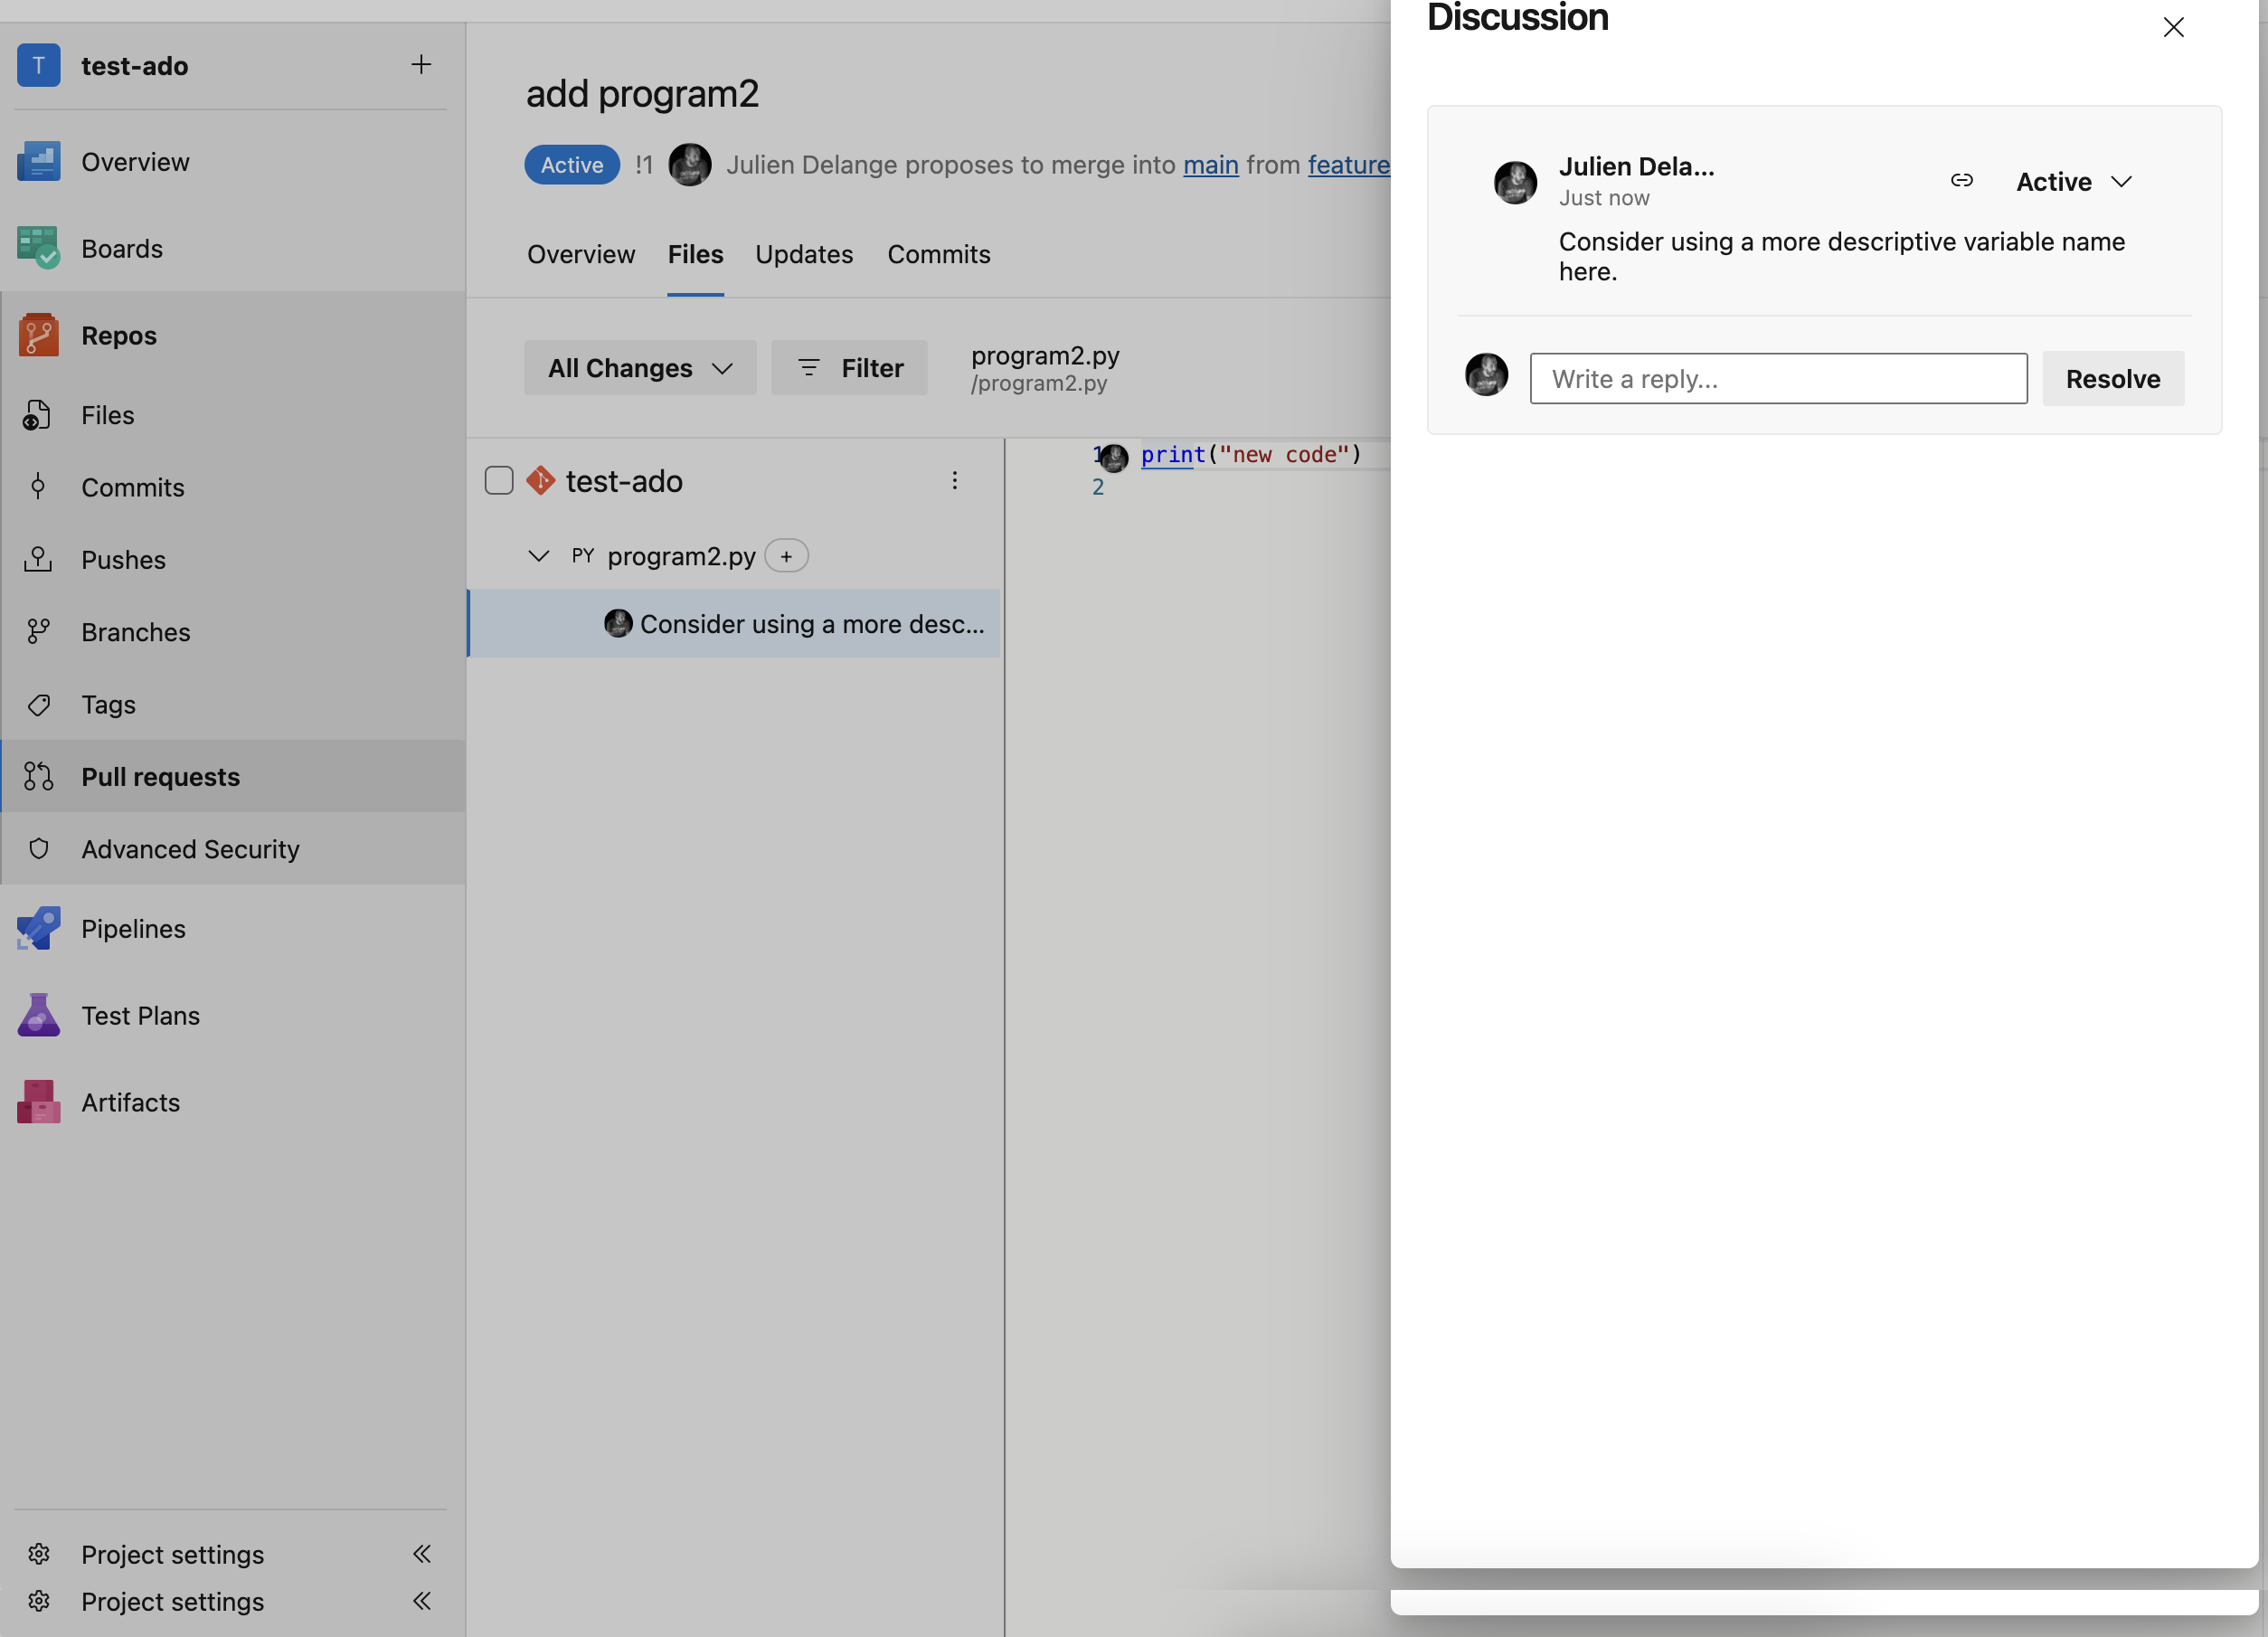 T test-ado
Overview
Boards
Repos
Files
Commits
Pushes
Branches
Tags
Pull requests
Advanced Security
Pipelines
Test Plans
Artifacts
Project settings
Project settings
add program2
Active !1 Julien Delange proposes to merge into main from feature
Overview Files Updates Commits
All Changes Filter
program2.py
/program2.py
test-ado
PY program2.py +
Consider using a more desc...
1 print("new code")
2
Discussion
Julien Dela...
Just now
Active
Consider using a more descriptive variable name
here.
Write a reply...
Resolve